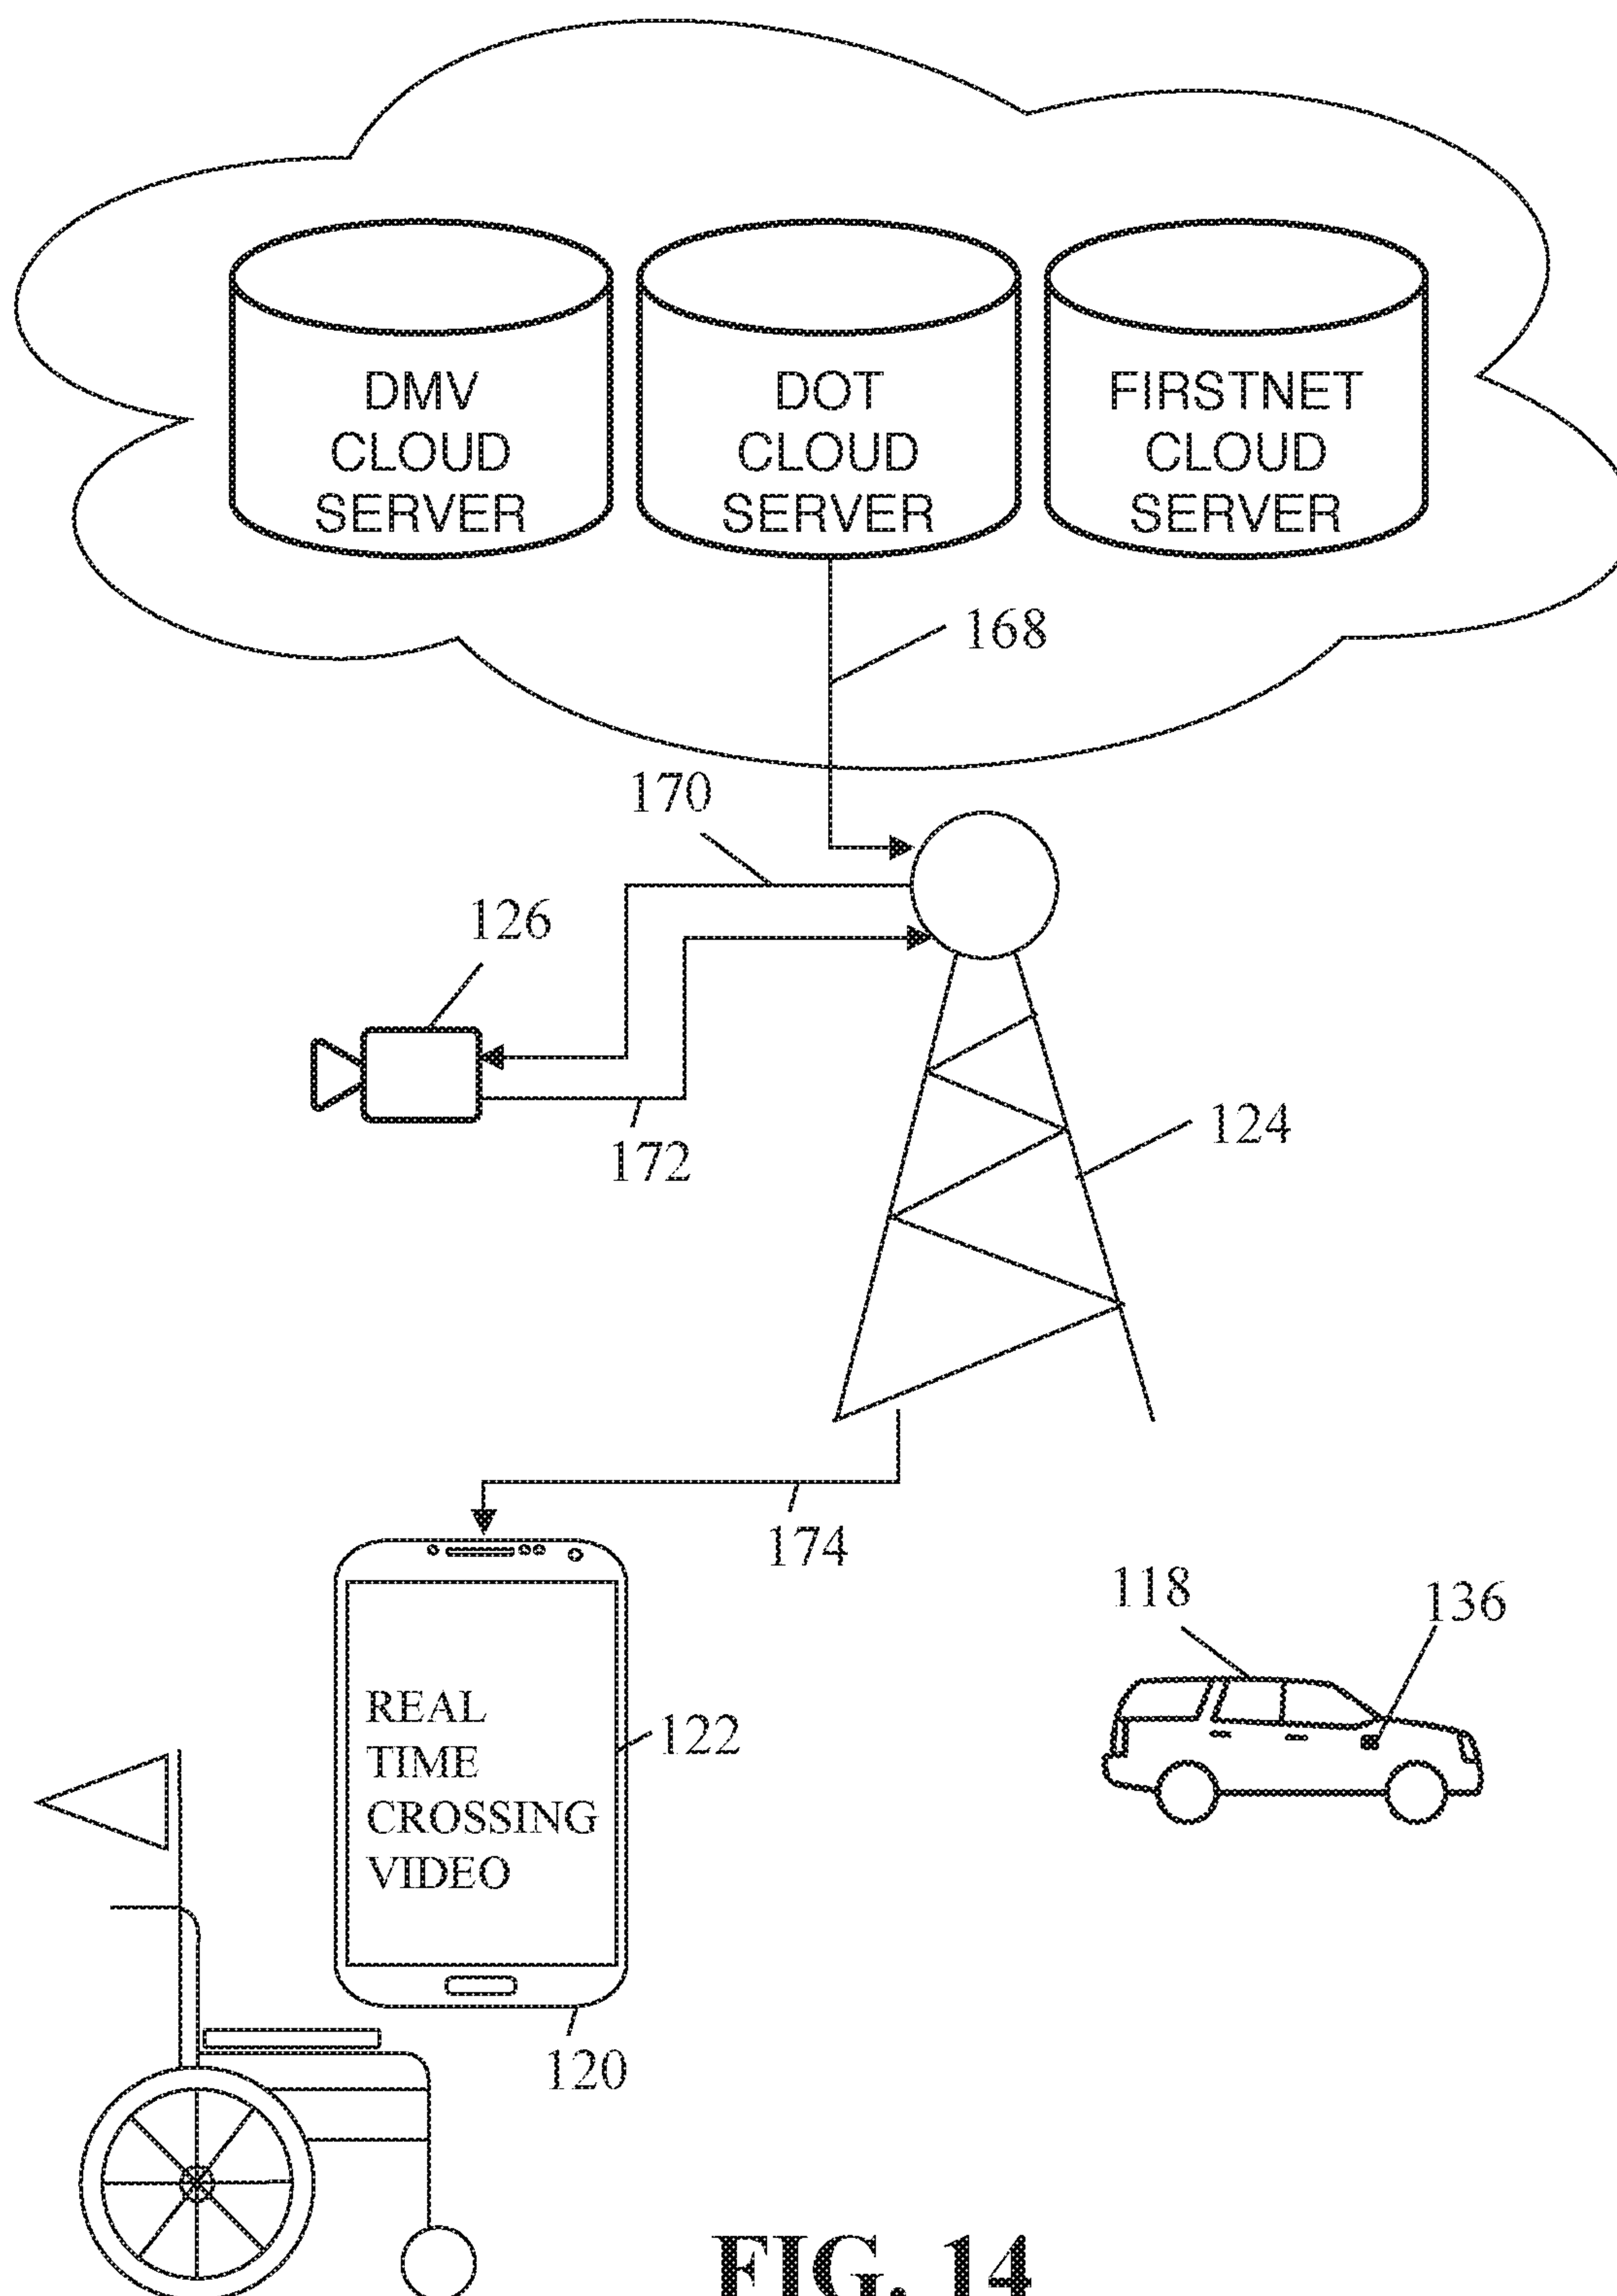 DMV
CLOUD
SERVER
DOT
CLOUD
SERVER
FIRSTNET
CLOUD
SERVER
168
170
126
172
124
174
118
136
REAL
TIME
CROSSING
VIDEO
122
120
FIG. 14